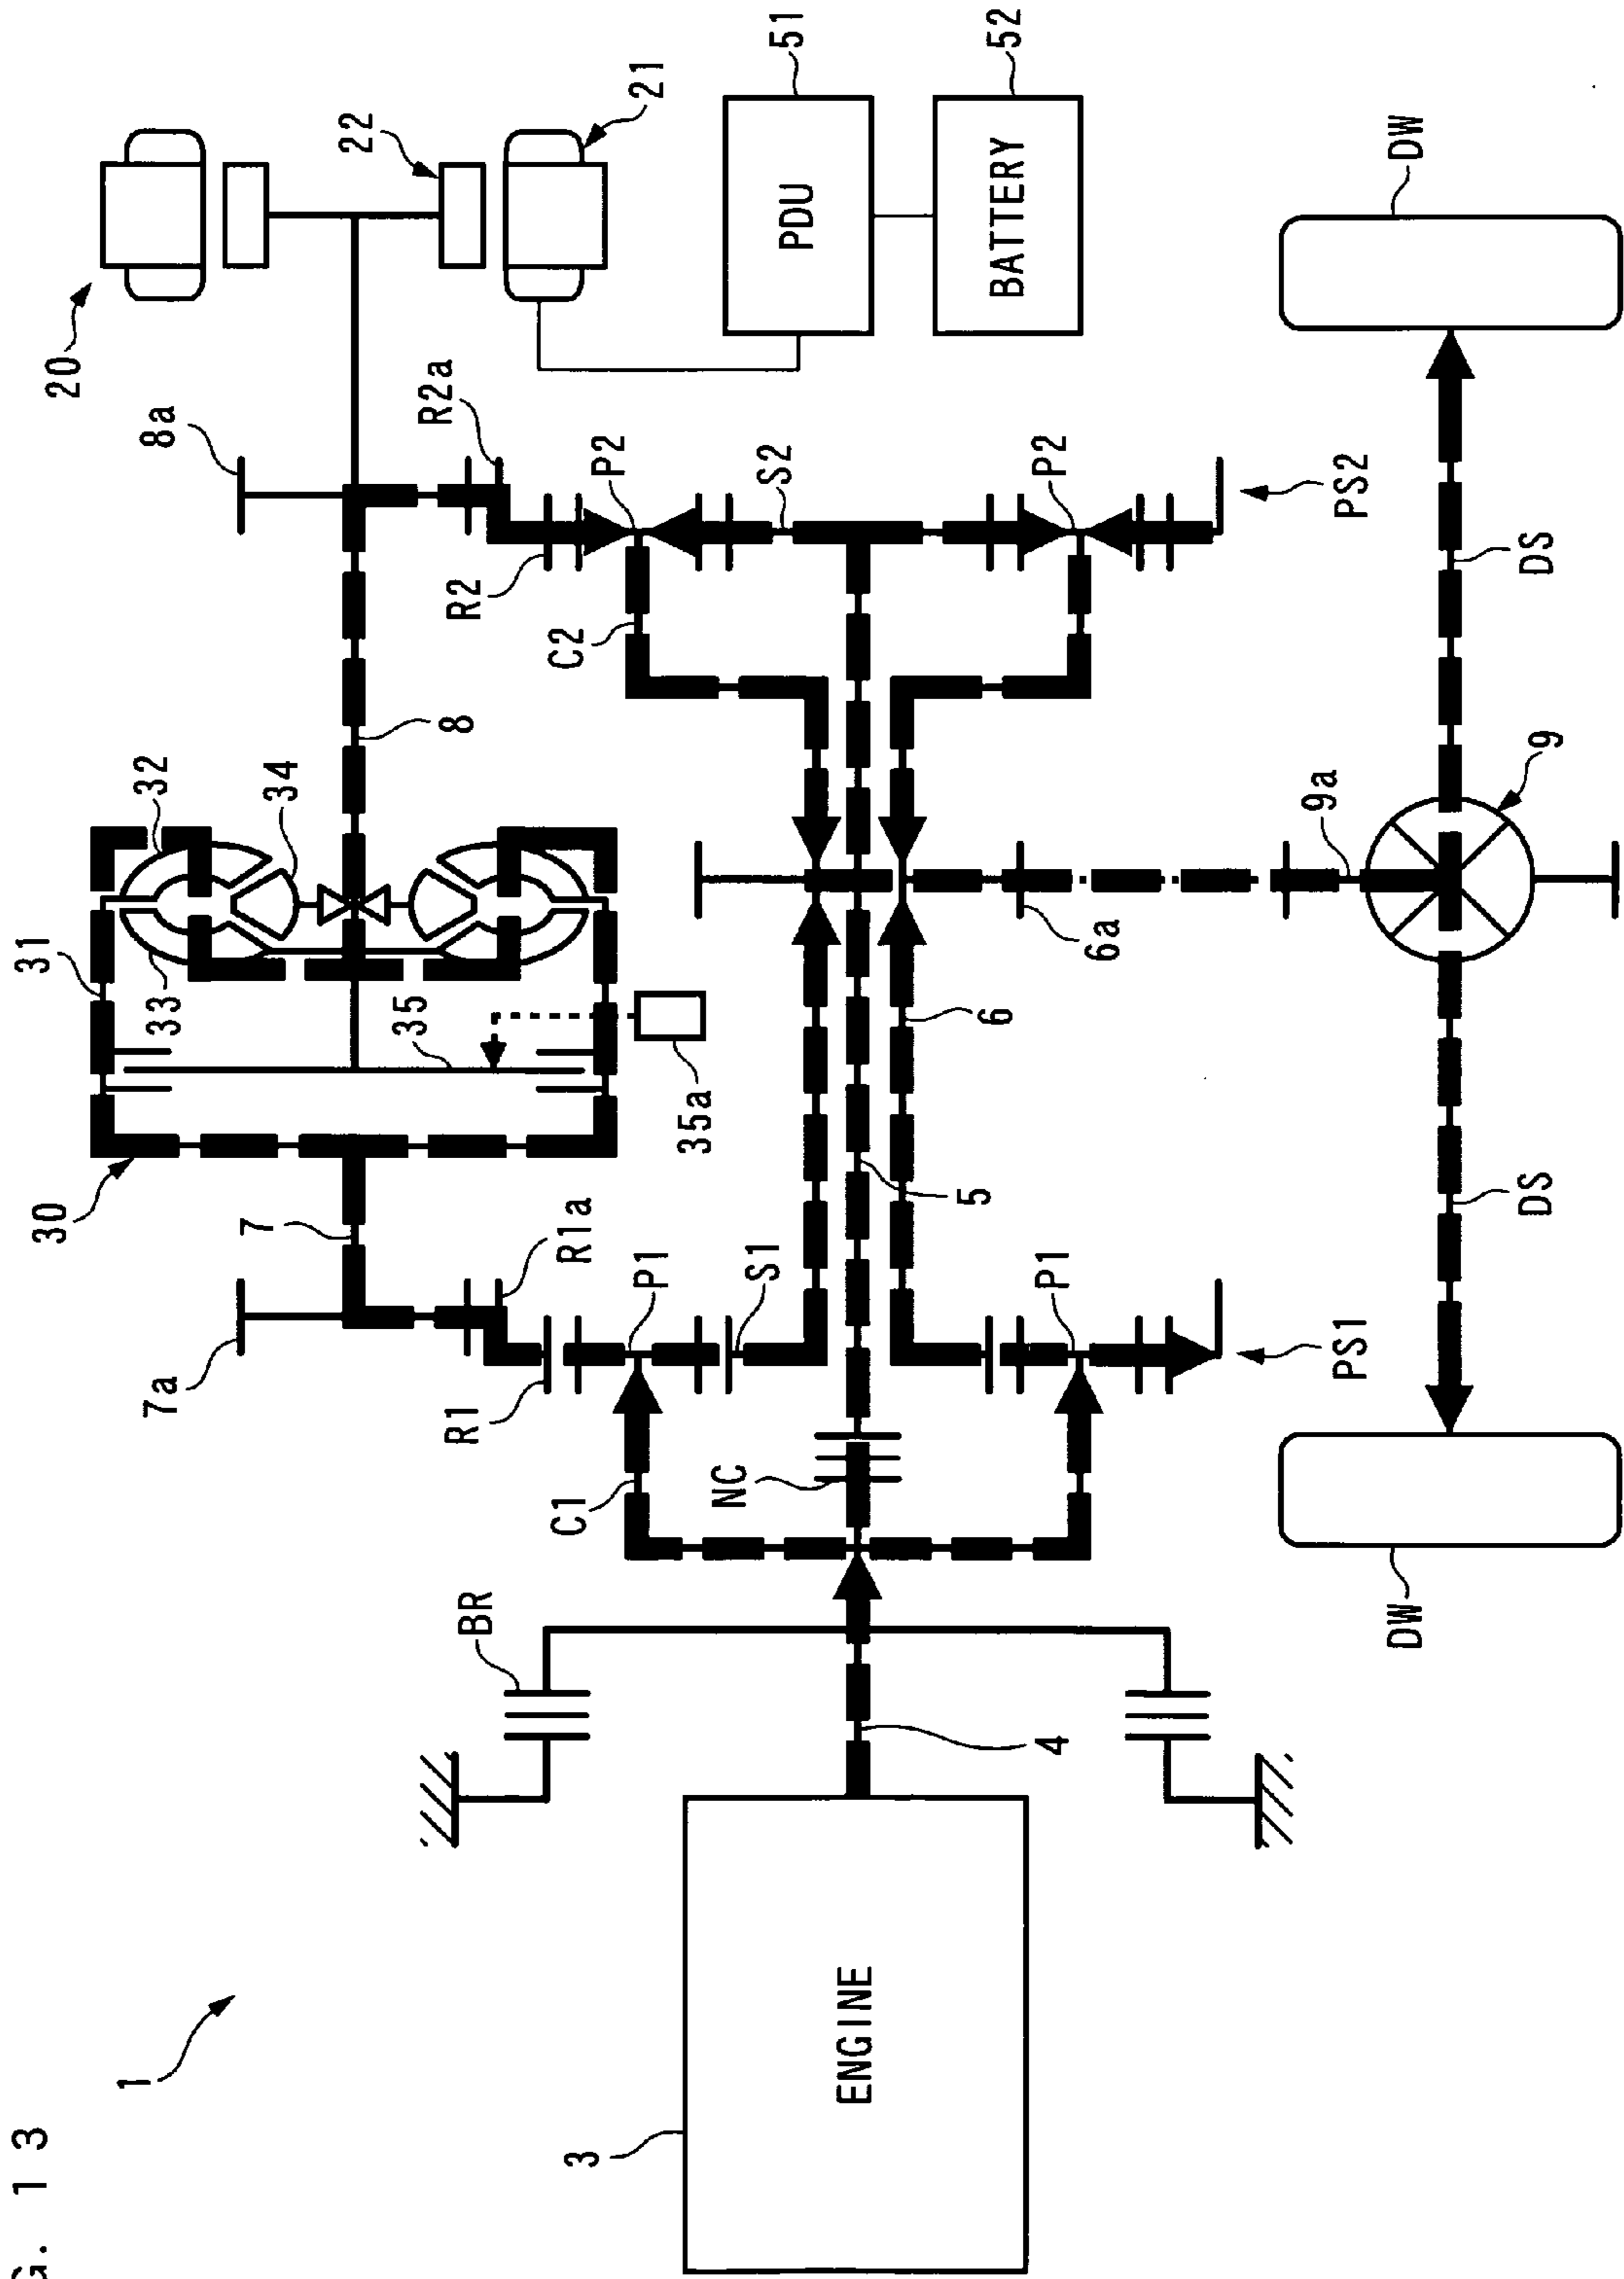 G. 13
1
3
ENGINE
4
BR
DW
NC
C1
R1
7a
7
R1a
P1
S1
P1
PS1
DS
30
31
33
35
35a
32
34
8
5
6
6a
9a
9
8a
20
22
21
R2a
R2
C2
P2
S2
P2
PS2
DS
DW
PDU
51
BATTERY
52